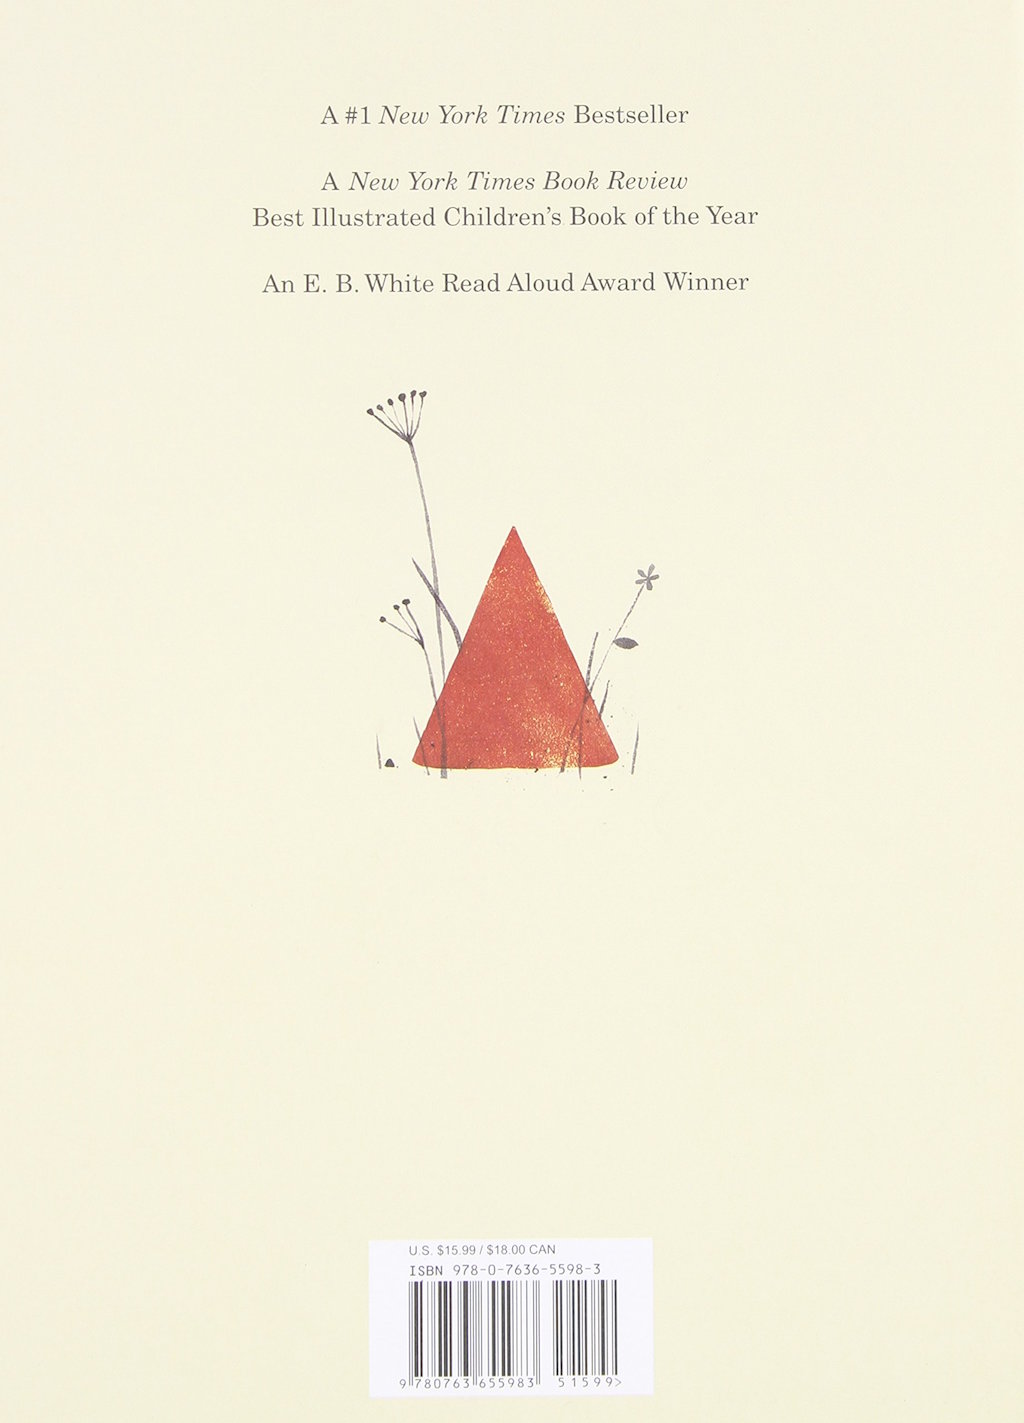 A #1 New York Times Bestseller
A New York Times Book Review
Best Illustrated Children's Book of the Year
An E. B. White Read Aloud Award Winner
U.S. $15.99 / $18.00 CAN
ISBN 978-0-7636-5598-3
9 780763 655983 51599>